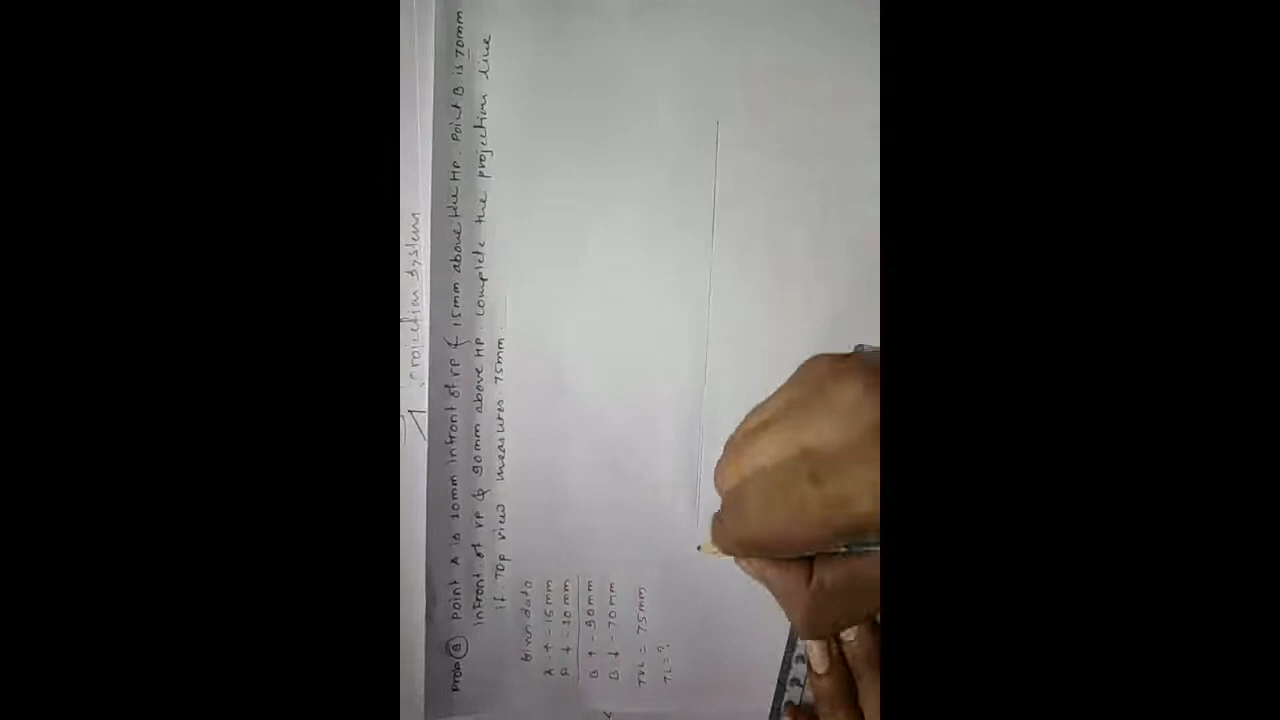 projection system
Prob (B) Point A is 10mm infront of VP & 15mm above the HP. Point B is 70mm
infront of VP & 90mm above HP. complete the projection line
if Top view measures 75mm.
Given data
A ↑ - 15mm
A ↓ - 10mm
B ↑ - 90mm
B ↓ - 70mm
TVL = 75mm
TL = ?